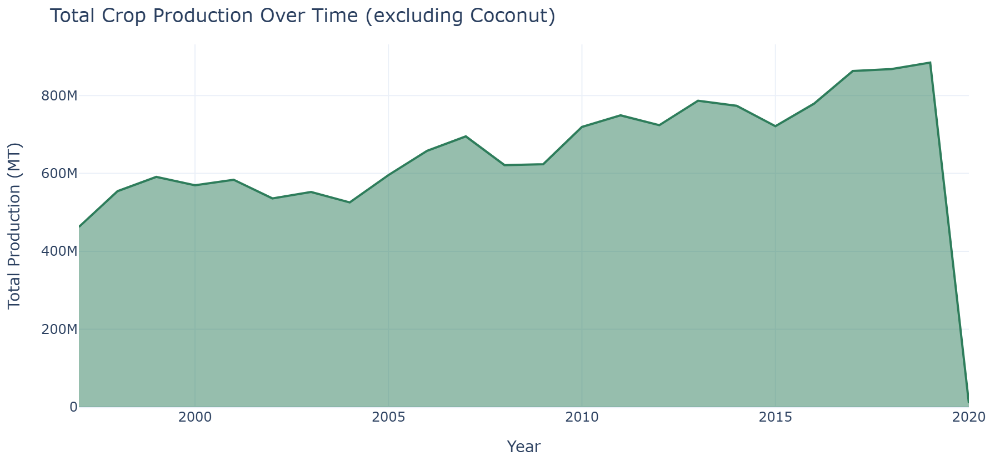 Total Crop Production Over Time (excluding Coconut)
Total Production (MT)
800M
600M
400M
200M
0
2000 2005 2010 2015 2020
Year